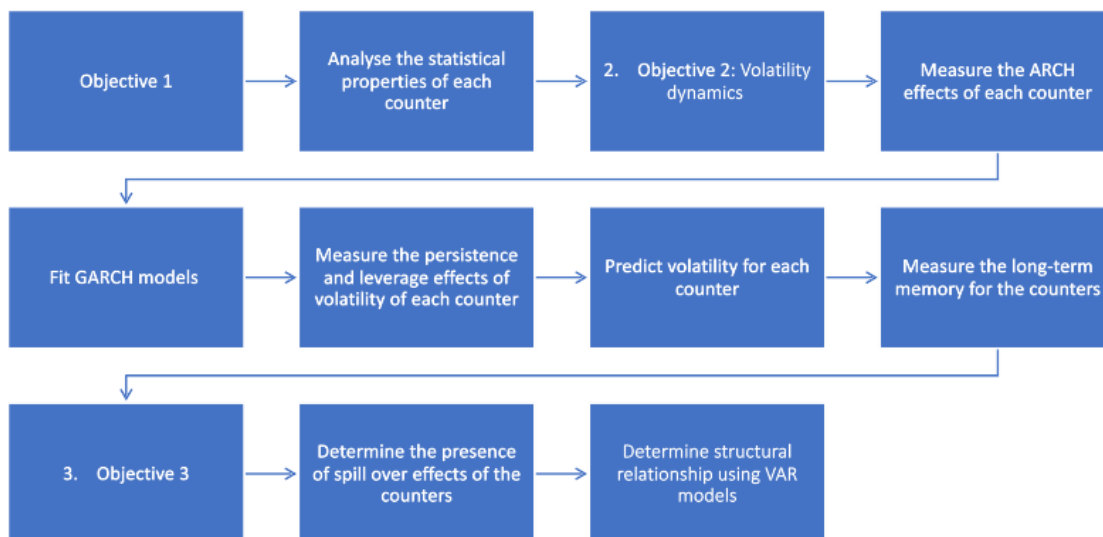 Objective 1
Analyse the statistical
properties of each
counter
2. Objective 2: Volatility
dynamics
Measure the ARCH
effects of each counter
Fit GARCH models
Measure the persistence
and leverage effects of
volatility of each counter
Predict volatility for each
counter
Measure the long-term
memory for the counters
3. Objective 3
Determine the presence
of spill over effects of the
counters
Determine structural
relationship using VAR
models